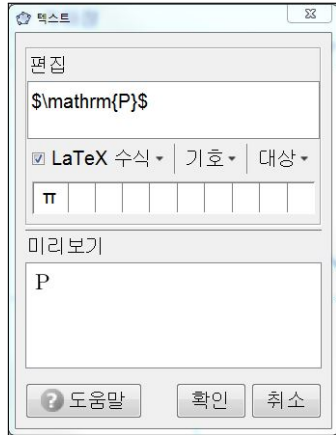 텍스트
편집
$\mathrm{P}$
LaTeX 수식 기호 대상
π
미리보기
P
도움말 확인 취소